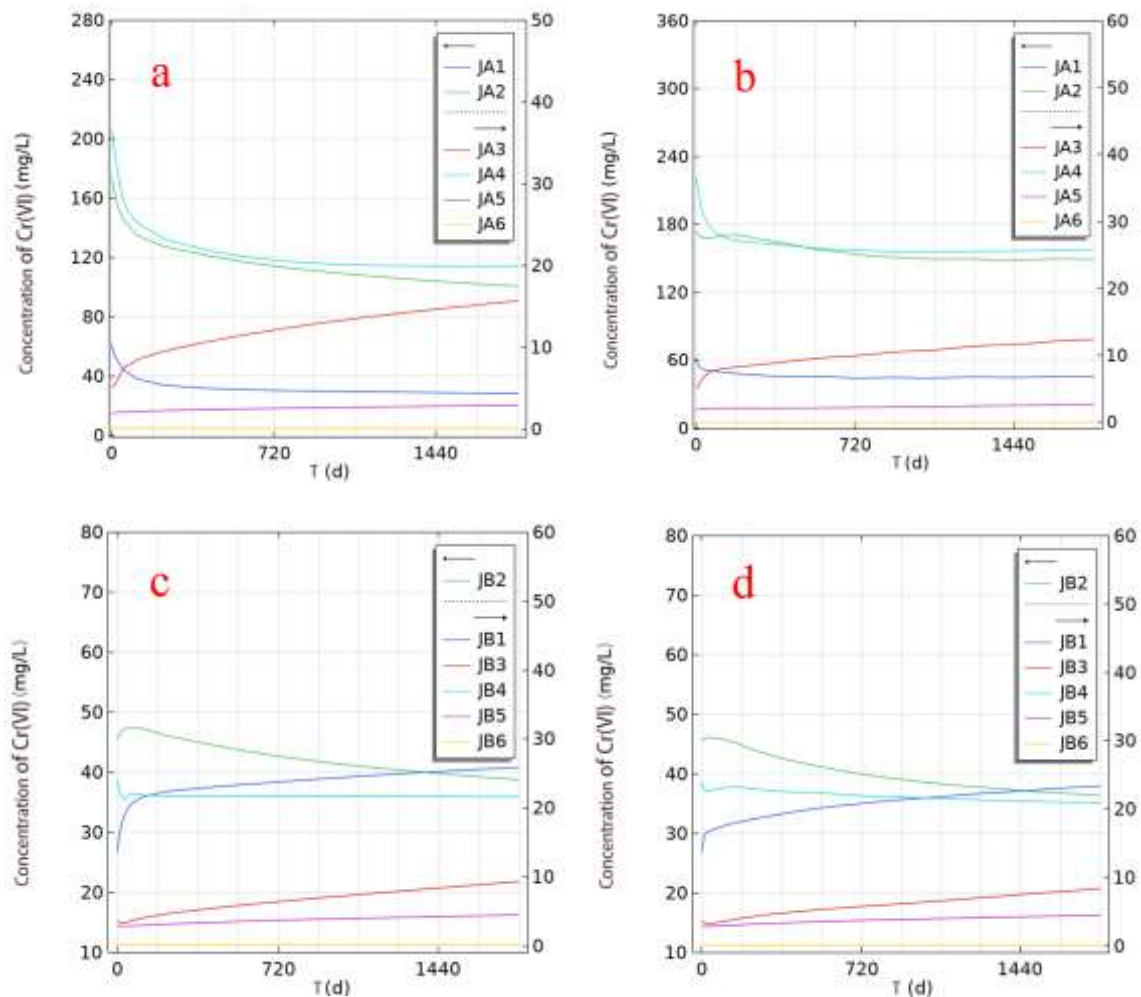 a
280
240
200
160
120
80
40
0
50
40
30
20
10
0
JA1
JA2
JA3
JA4
JA5
JA6
Concentration of Cr(VI) (mg/L)
0 720 1440
T (d)
b
360
300
240
180
120
60
0
60
50
40
30
20
10
0
JA1
JA2
JA3
JA4
JA5
JA6
Concentration of Cr(VI) (mg/L)
0 720 1440
T (d)
c
80
70
60
50
40
30
20
10
60
50
40
30
20
10
0
JB2
JB1
JB3
JB4
JB5
JB6
Concentration of Cr(VI) (mg/L)
0 720 1440
T (d)
d
80
70
60
50
40
30
20
10
60
50
40
30
20
10
0
JB2
JB1
JB3
JB4
JB5
JB6
Concentration of Cr(VI) (mg/L)
0 720 1440
T (d)